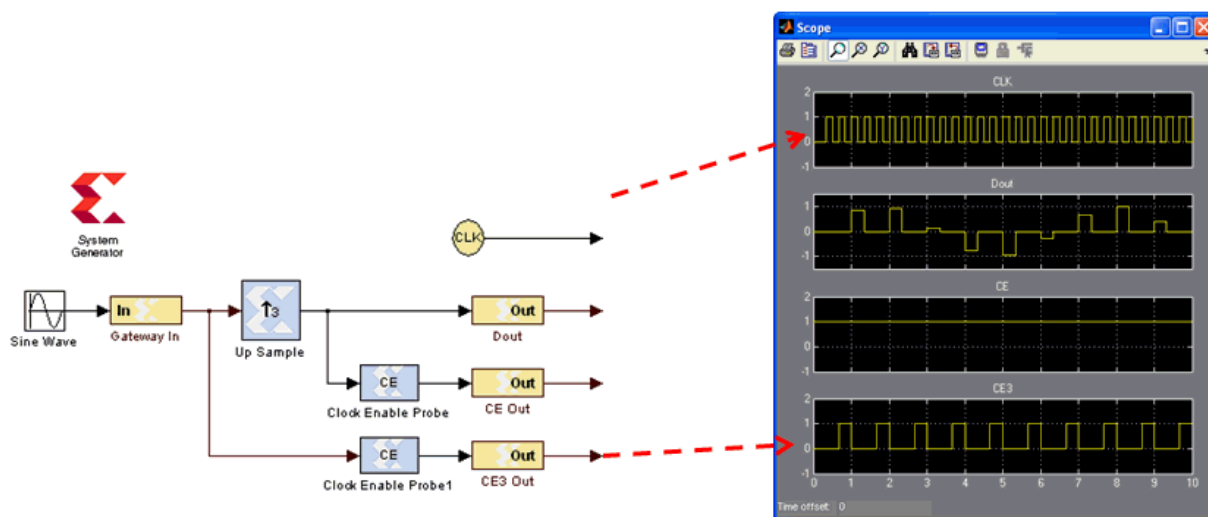 System
Generator
Sine Wave
In
Gateway In
↑3
Up Sample
CLK
Out
Dout
CE
Clock Enable Probe
Out
CE Out
CE
Clock Enable Probe1
Out
CE3 Out
Scope
CLK
2
1
0
-1
Dout
1
0
-1
CE
2
1
0
-1
CE3
2
1
0
-1
0 1 2 3 4 5 6 7 8 9 10
Time offset: 0